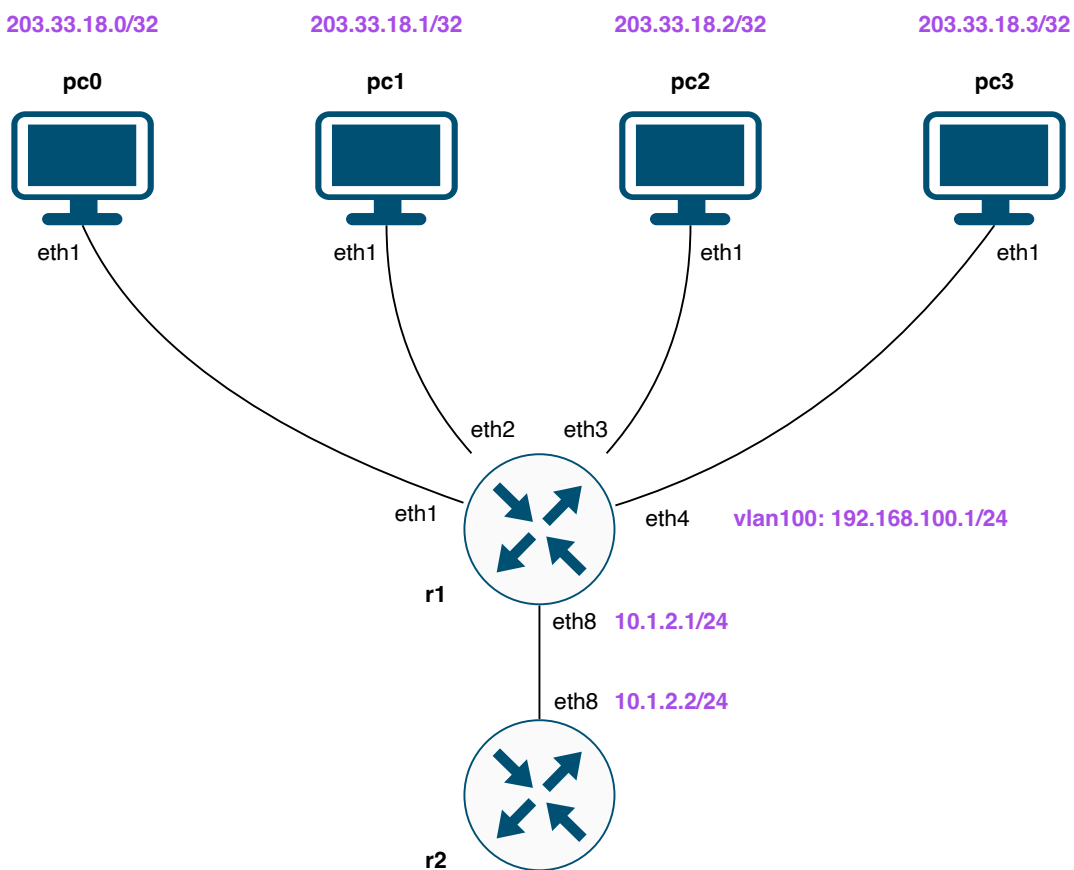 203.33.18.0/32 203.33.18.1/32 203.33.18.2/32 203.33.18.3/32
pc0 pc1 pc2 pc3
eth1 eth1 eth1 eth1
eth2 eth3
eth1 eth4 vlan100: 192.168.100.1/24
r1
eth8 10.1.2.1/24
eth8 10.1.2.2/24
r2